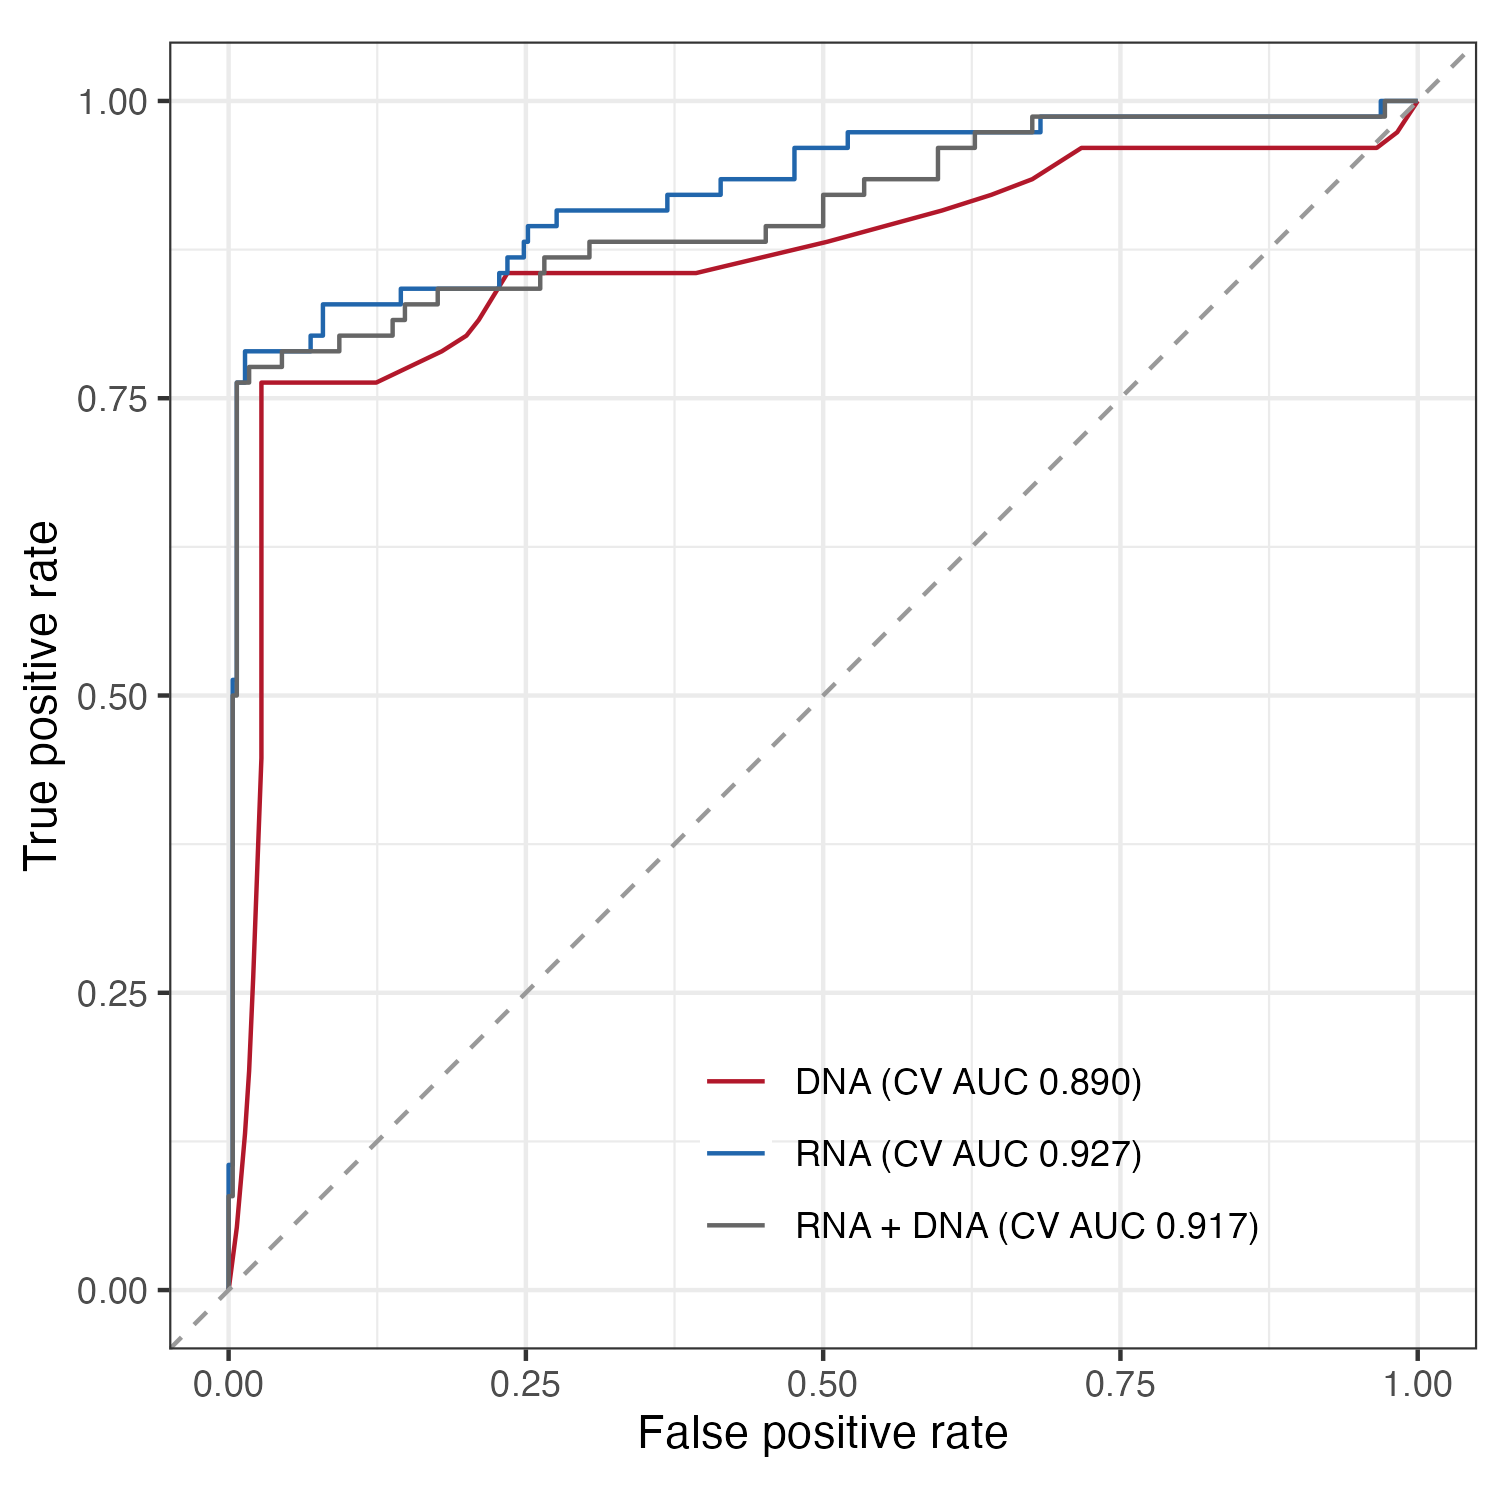 1.00
0.75
0.50
0.25
0.00
True positive rate
DNA (CV AUC 0.890)
RNA (CV AUC 0.927)
RNA + DNA (CV AUC 0.917)
0.00 0.25 0.50 0.75 1.00
False positive rate